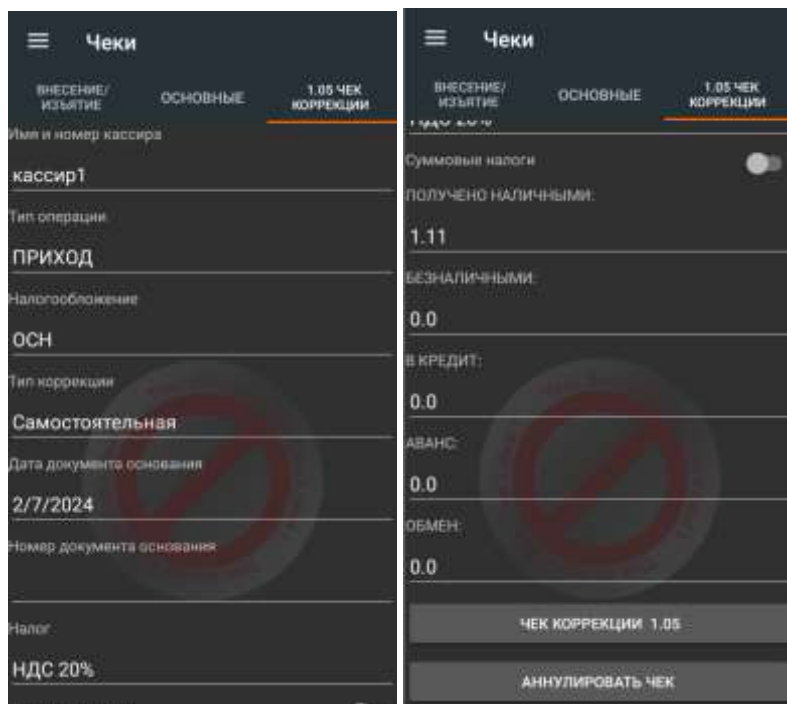 Чеки
ВНЕСЕНИЕ/
ИЗЪЯТИЕ
ОСНОВНЫЕ
1.05 ЧЕК
КОРРЕКЦИИ
Имя и номер кассира
кассир1
Тип операции
ПРИХОД
Налогообложение
ОСН
Тип коррекции
Самостоятельная
Дата документа основания
2/7/2024
Номер документа основания
Налог
НДС 20%
Чеки
ВНЕСЕНИЕ/
ИЗЪЯТИЕ
ОСНОВНЫЕ
1.05 ЧЕК
КОРРЕКЦИИ
НДС 20%
Суммовые налоги
ПОЛУЧЕНО НАЛИЧНЫМИ:
1.11
БЕЗНАЛИЧНЫМИ:
0.0
В КРЕДИТ:
0.0
АВАНС:
0.0
ОБМЕН:
0.0
ЧЕК КОРРЕКЦИИ 1.05
АННУЛИРОВАТЬ ЧЕК